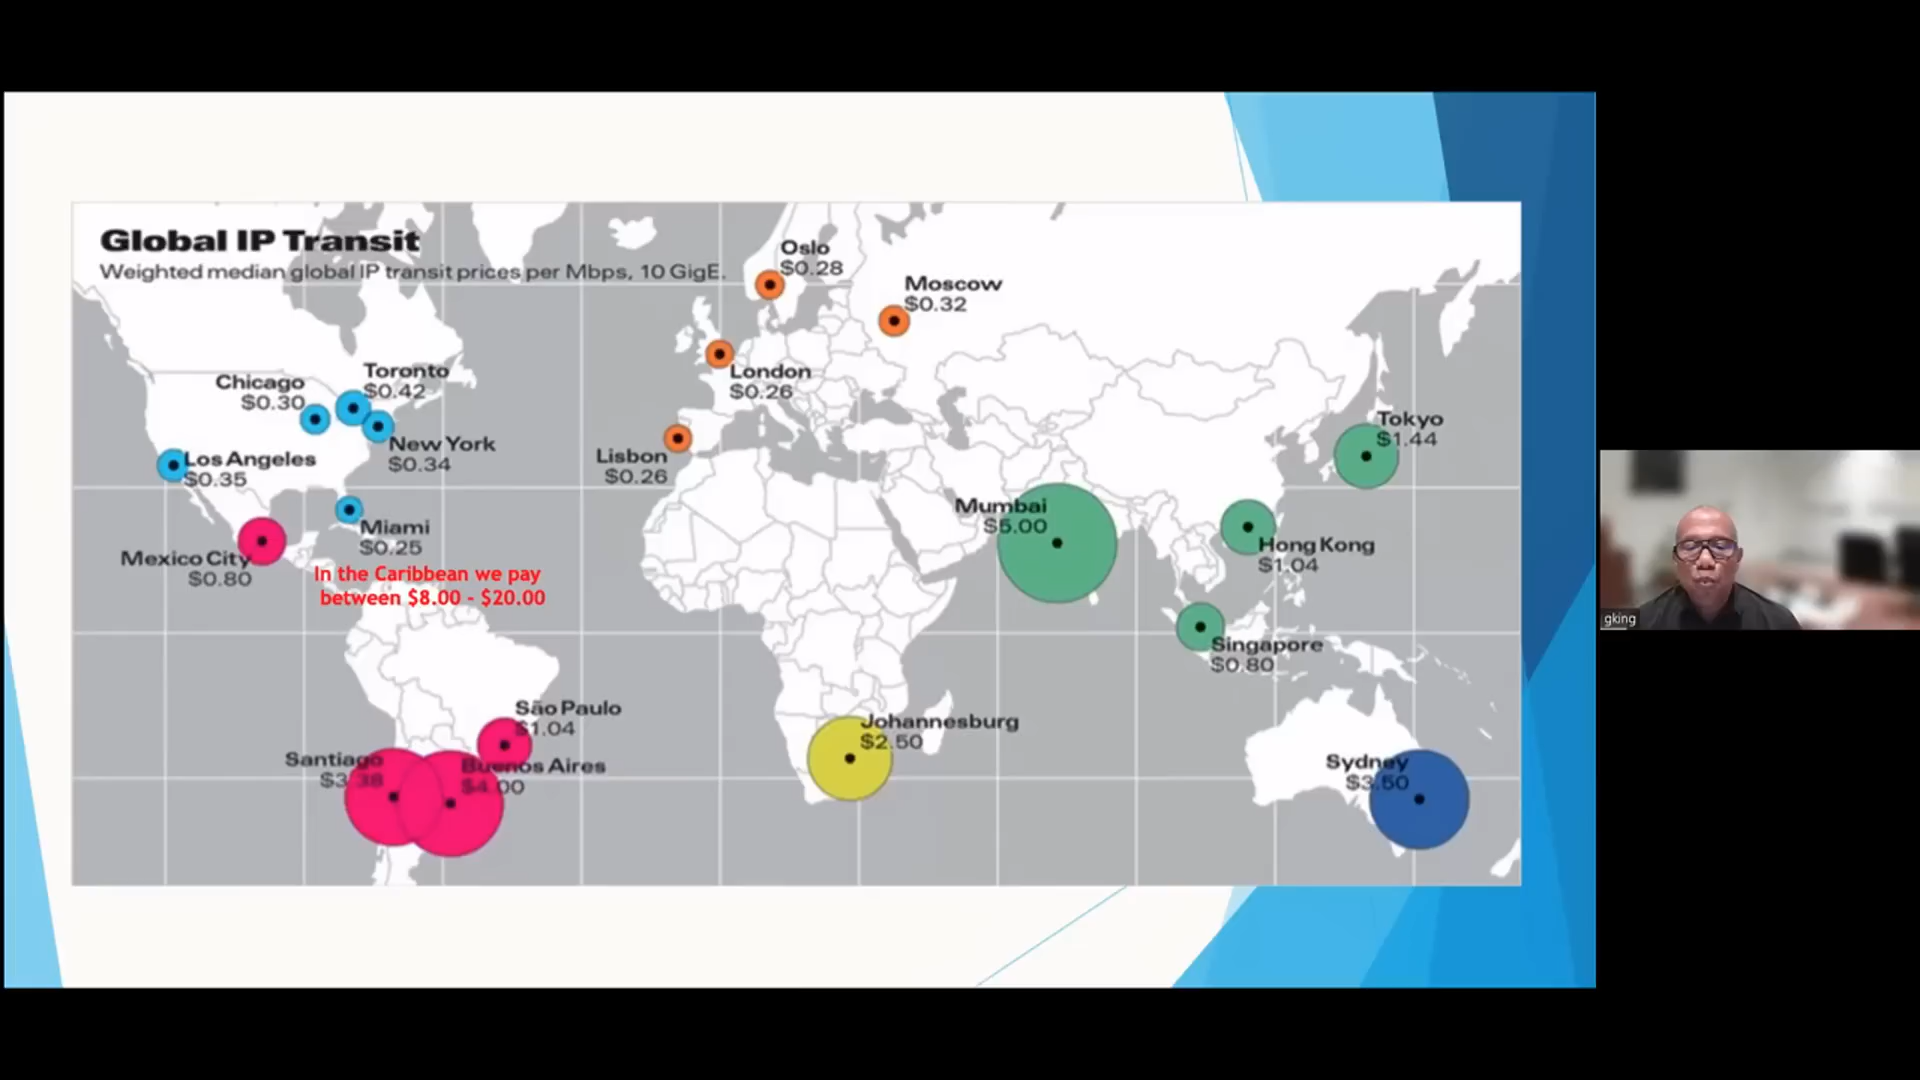 Global IP Transit
Weighted median global IP transit prices per Mbps, 10 GigE.
Oslo
$0.28
Moscow
$0.32
London
$0.26
Lisbon
$0.26
Toronto
$0.42
Chicago
$0.30
New York
$0.34
Los Angeles
$0.35
Miami
$0.25
Mexico City
$0.80
In the Caribbean we pay
between $8.00 - $20.00
Tokyo
$1.44
Mumbai
$5.00
Hong Kong
$1.04
Singapore
$0.80
São Paulo
$1.04
Santiago
$3.38
Buenos Aires
$4.00
Johannesburg
$2.50
Sydney
$3.50
gking